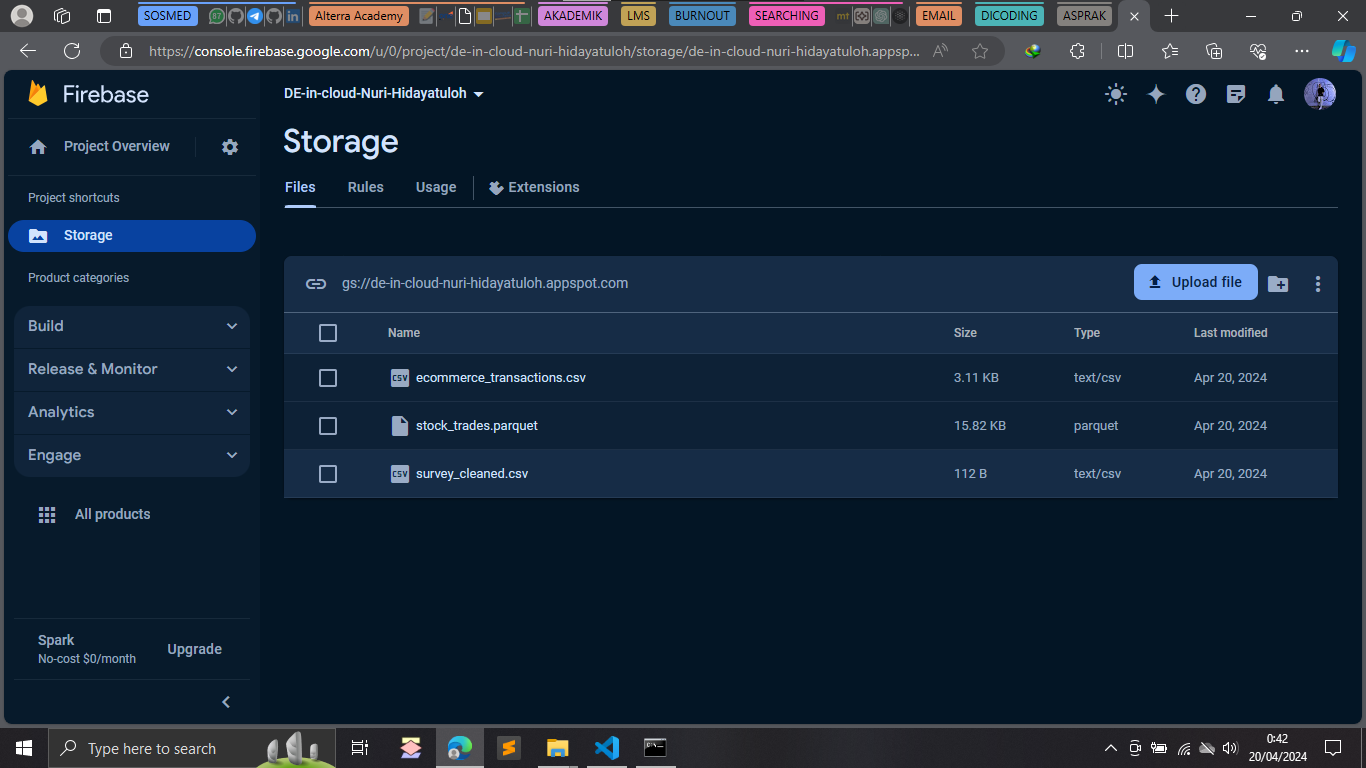 SOSMED
Alterra Academy
AKADEMIK
LMS
BURNOUT
SEARCHING
mt
EMAIL
DICODING
ASPRAK
https://console.firebase.google.com/u/0/project/de-in-cloud-nuri-hidayatuloh/storage/de-in-cloud-nuri-hidayatuloh.appsp...
Firebase
DE-in-cloud-Nuri-Hidayatuloh
Project Overview
Storage
Files
Rules
Usage
Extensions
Project shortcuts
Storage
Product categories
Build
Release & Monitor
Analytics
Engage
All products
gs://de-in-cloud-nuri-hidayatuloh.appspot.com
Upload file
Name Size Type Last modified
CSV ecommerce_transactions.csv 3.11 KB text/csv Apr 20, 2024
stock_trades.parquet 15.82 KB parquet Apr 20, 2024
CSV survey_cleaned.csv 112 B text/csv Apr 20, 2024
Spark
No-cost $0/month
Upgrade
Type here to search
0:42
20/04/2024